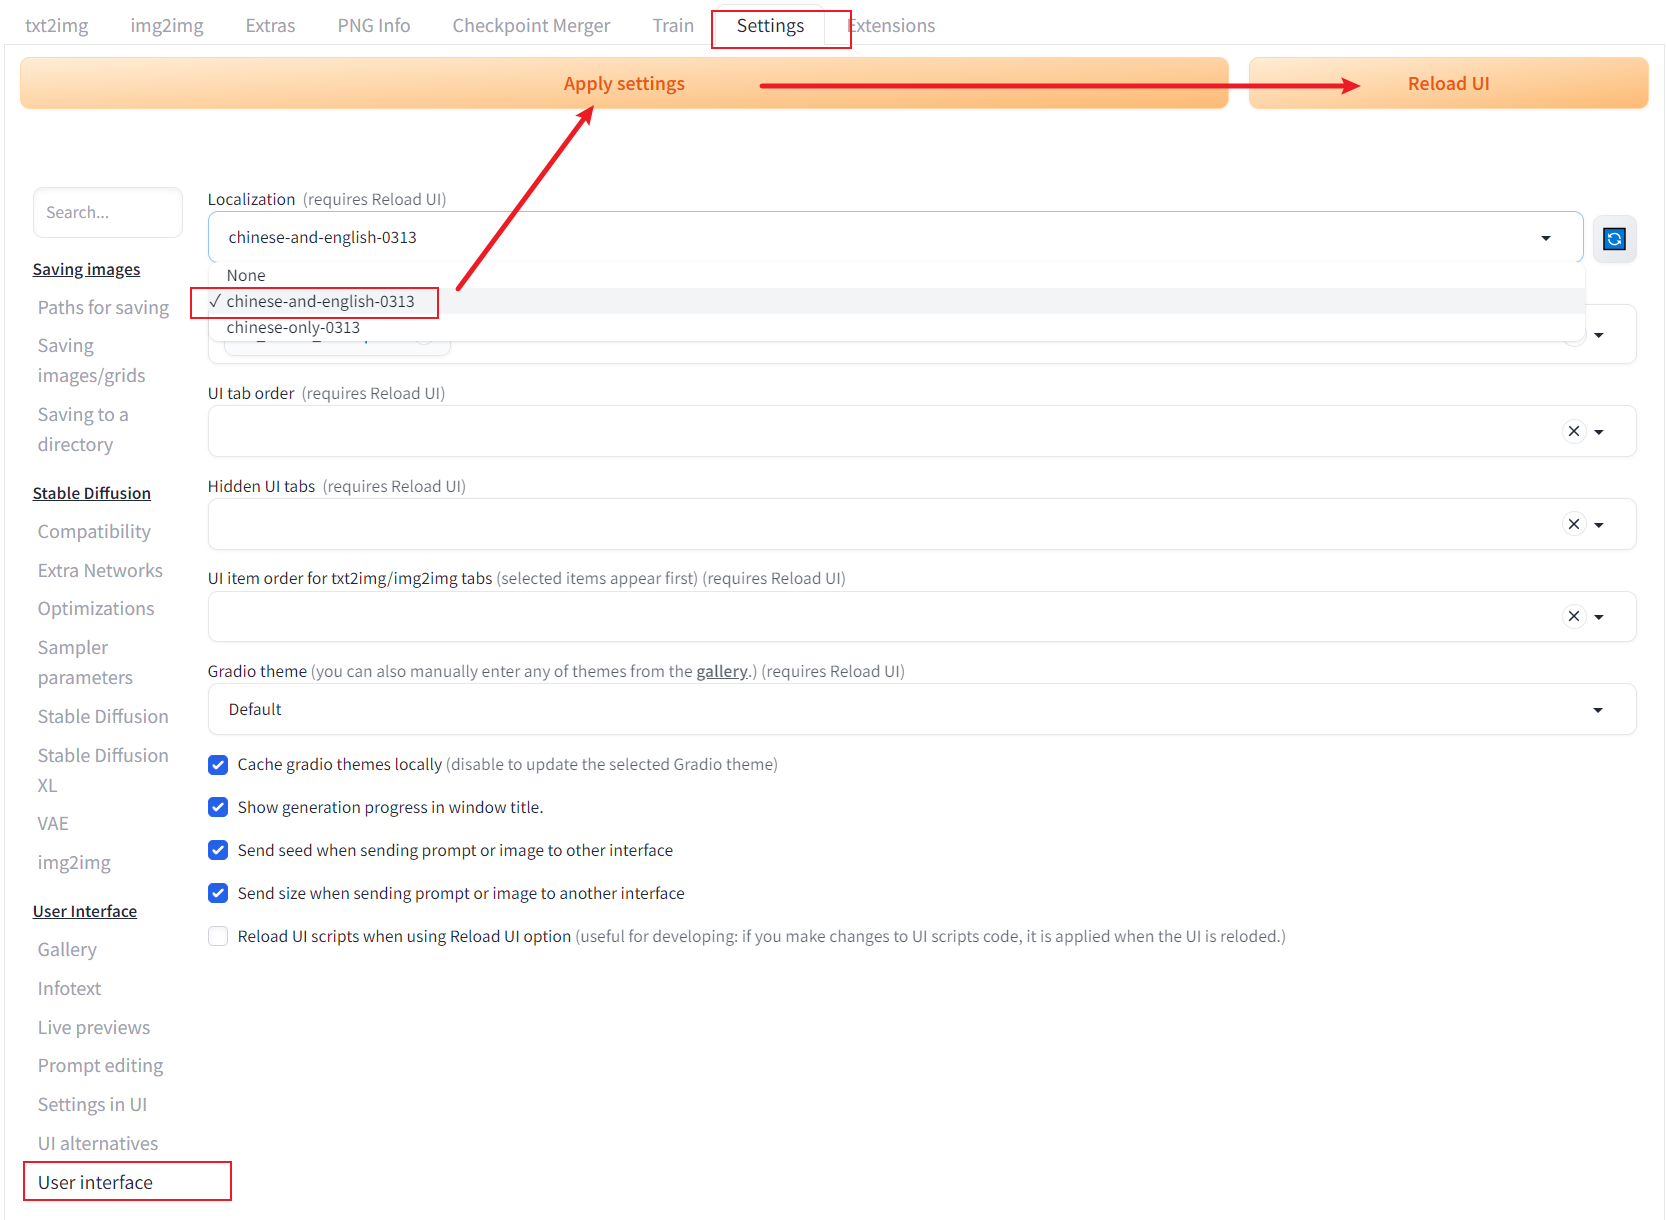 txt2img img2img Extras PNG Info Checkpoint Merger Train Settings Extensions
Apply settings Reload UI
Search...
Saving images
Paths for saving
Saving
images/grids
Saving to a
directory
Stable Diffusion
Compatibility
Extra Networks
Optimizations
Sampler
parameters
Stable Diffusion
Stable Diffusion
XL
VAE
img2img
User Interface
Gallery
Infotext
Live previews
Prompt editing
Settings in UI
UI alternatives
User interface
Localization (requires Reload UI)
chinese-and-english-0313
None
✓ chinese-and-english-0313
chinese-only-0313
UI tab order (requires Reload UI)
Hidden UI tabs (requires Reload UI)
UI item order for txt2img/img2img tabs (selected items appear first) (requires Reload UI)
Gradio theme (you can also manually enter any of themes from the gallery.) (requires Reload UI)
Default
Cache gradio themes locally (disable to update the selected Gradio theme)
Show generation progress in window title.
Send seed when sending prompt or image to other interface
Send size when sending prompt or image to another interface
Reload UI scripts when using Reload UI option (useful for developing: if you make changes to UI scripts code, it is applied when the UI is reloded.)